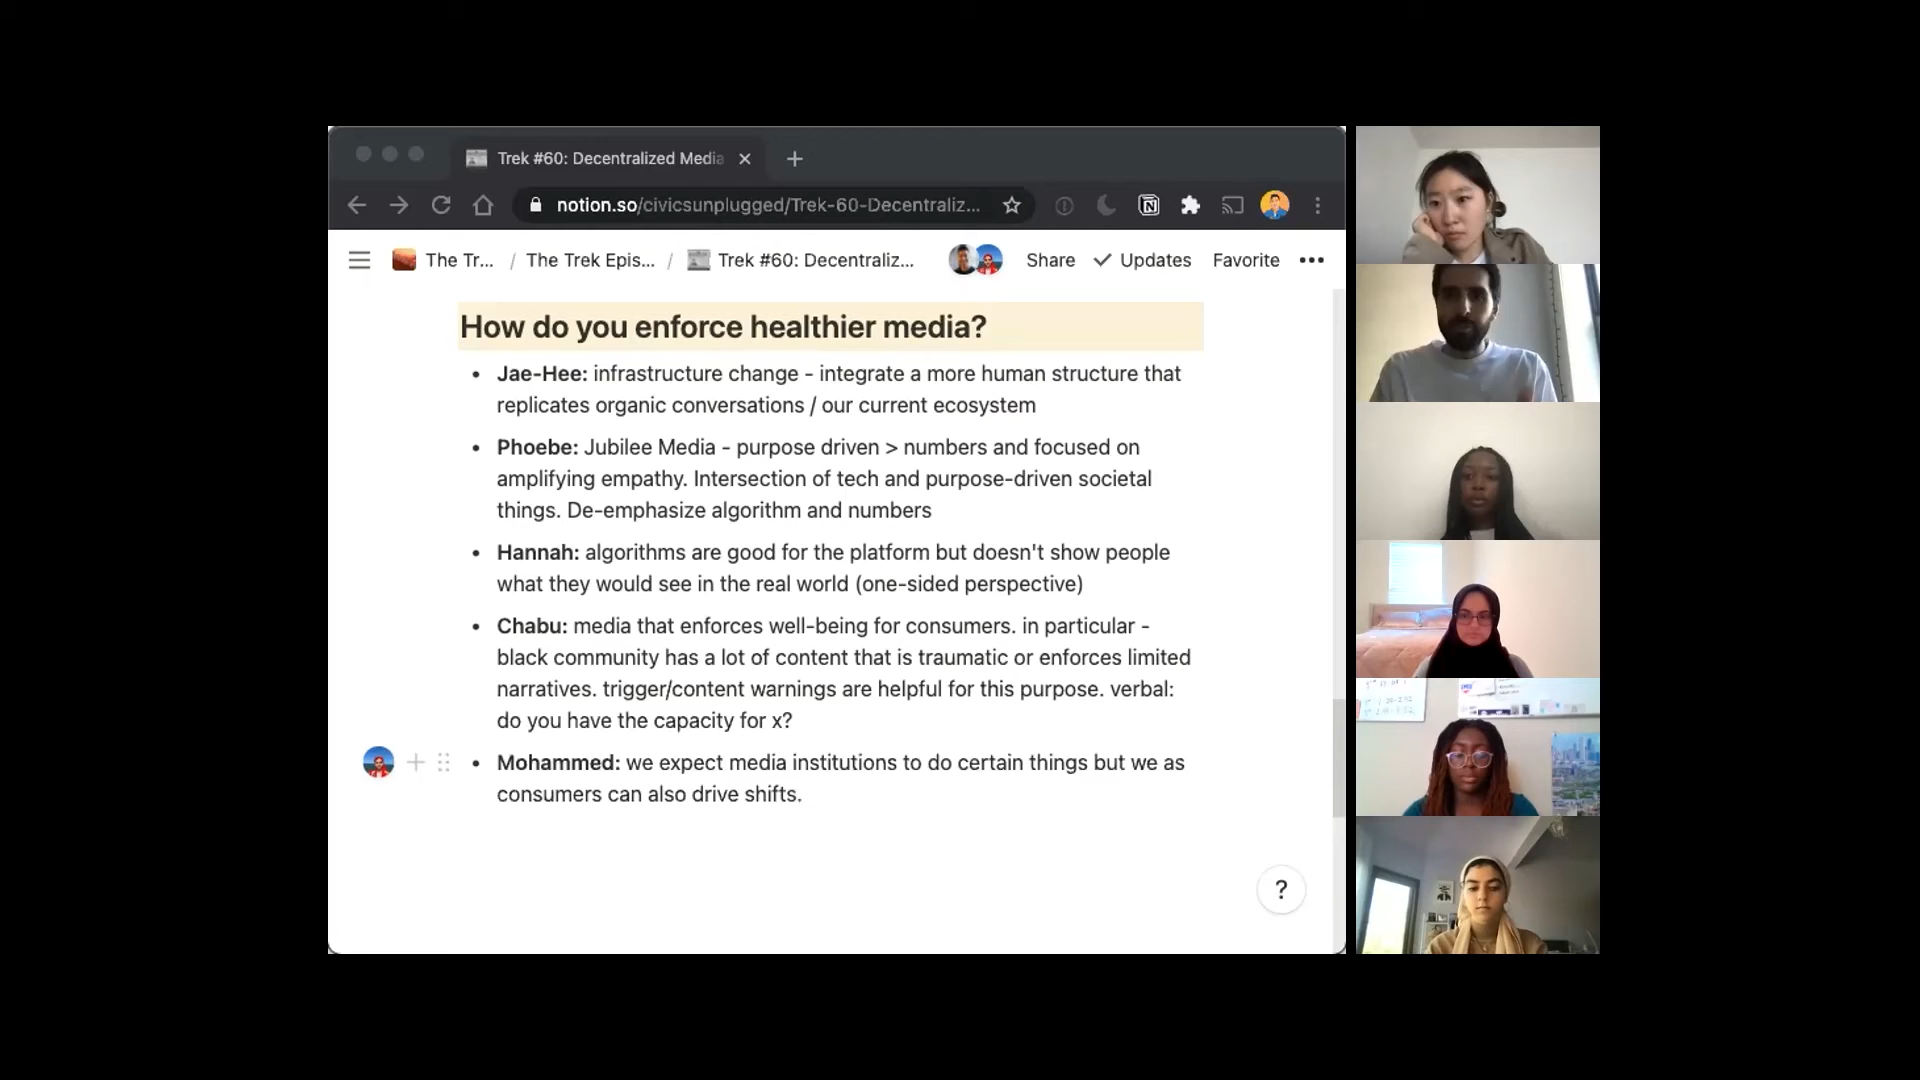 Trek #60: Decentralized Media
notion.so/civicsunplugged/Trek-60-Decentraliz...
The Tr... / The Trek Epis... / Trek #60: Decentraliz... Share Updates Favorite
How do you enforce healthier media?
• Jae-Hee: infrastructure change - integrate a more human structure that
replicates organic conversations / our current ecosystem
• Phoebe: Jubilee Media - purpose driven > numbers and focused on
amplifying empathy. Intersection of tech and purpose-driven societal
things. De-emphasize algorithm and numbers
• Hannah: algorithms are good for the platform but doesn't show people
what they would see in the real world (one-sided perspective)
• Chabu: media that enforces well-being for consumers. in particular -
black community has a lot of content that is traumatic or enforces limited
narratives. trigger/content warnings are helpful for this purpose. verbal:
do you have the capacity for x?
• Mohammed: we expect media institutions to do certain things but we as
consumers can also drive shifts.
?